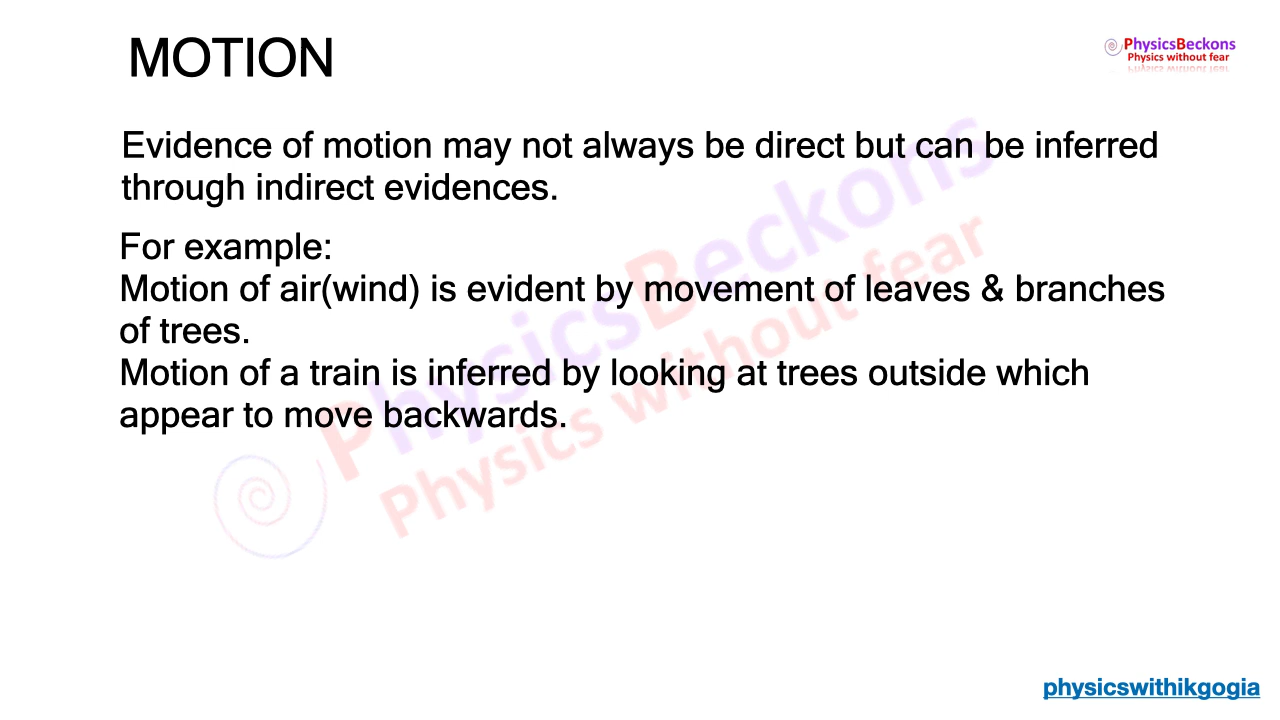 MOTION
PhysicsBeckons
Physics without fear
Evidence of motion may not always be direct but can be inferred
through indirect evidences.
For example:
Motion of air(wind) is evident by movement of leaves & branches
of trees.
Motion of a train is inferred by looking at trees outside which
appear to move backwards.
PhysicsBeckons
Physics without fear
physicswithikgogia